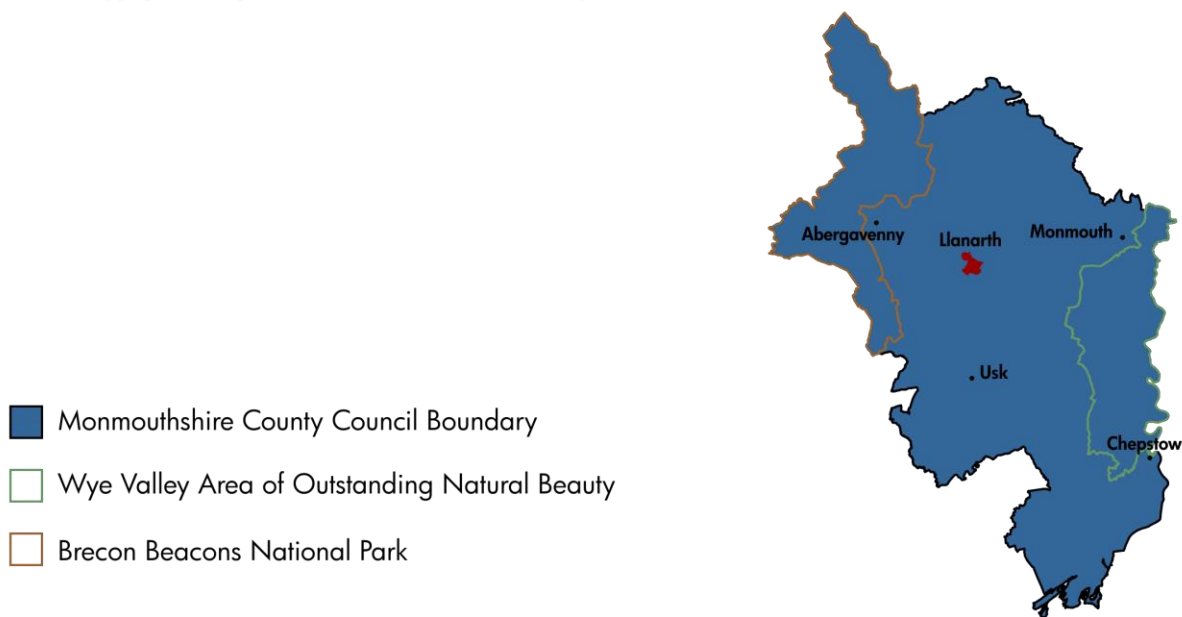 Abergavenny
Llanarth
Monmouth
Usk
Chepstow
Monmouthshire County Council Boundary
Wye Valley Area of Outstanding Natural Beauty
Brecon Beacons National Park